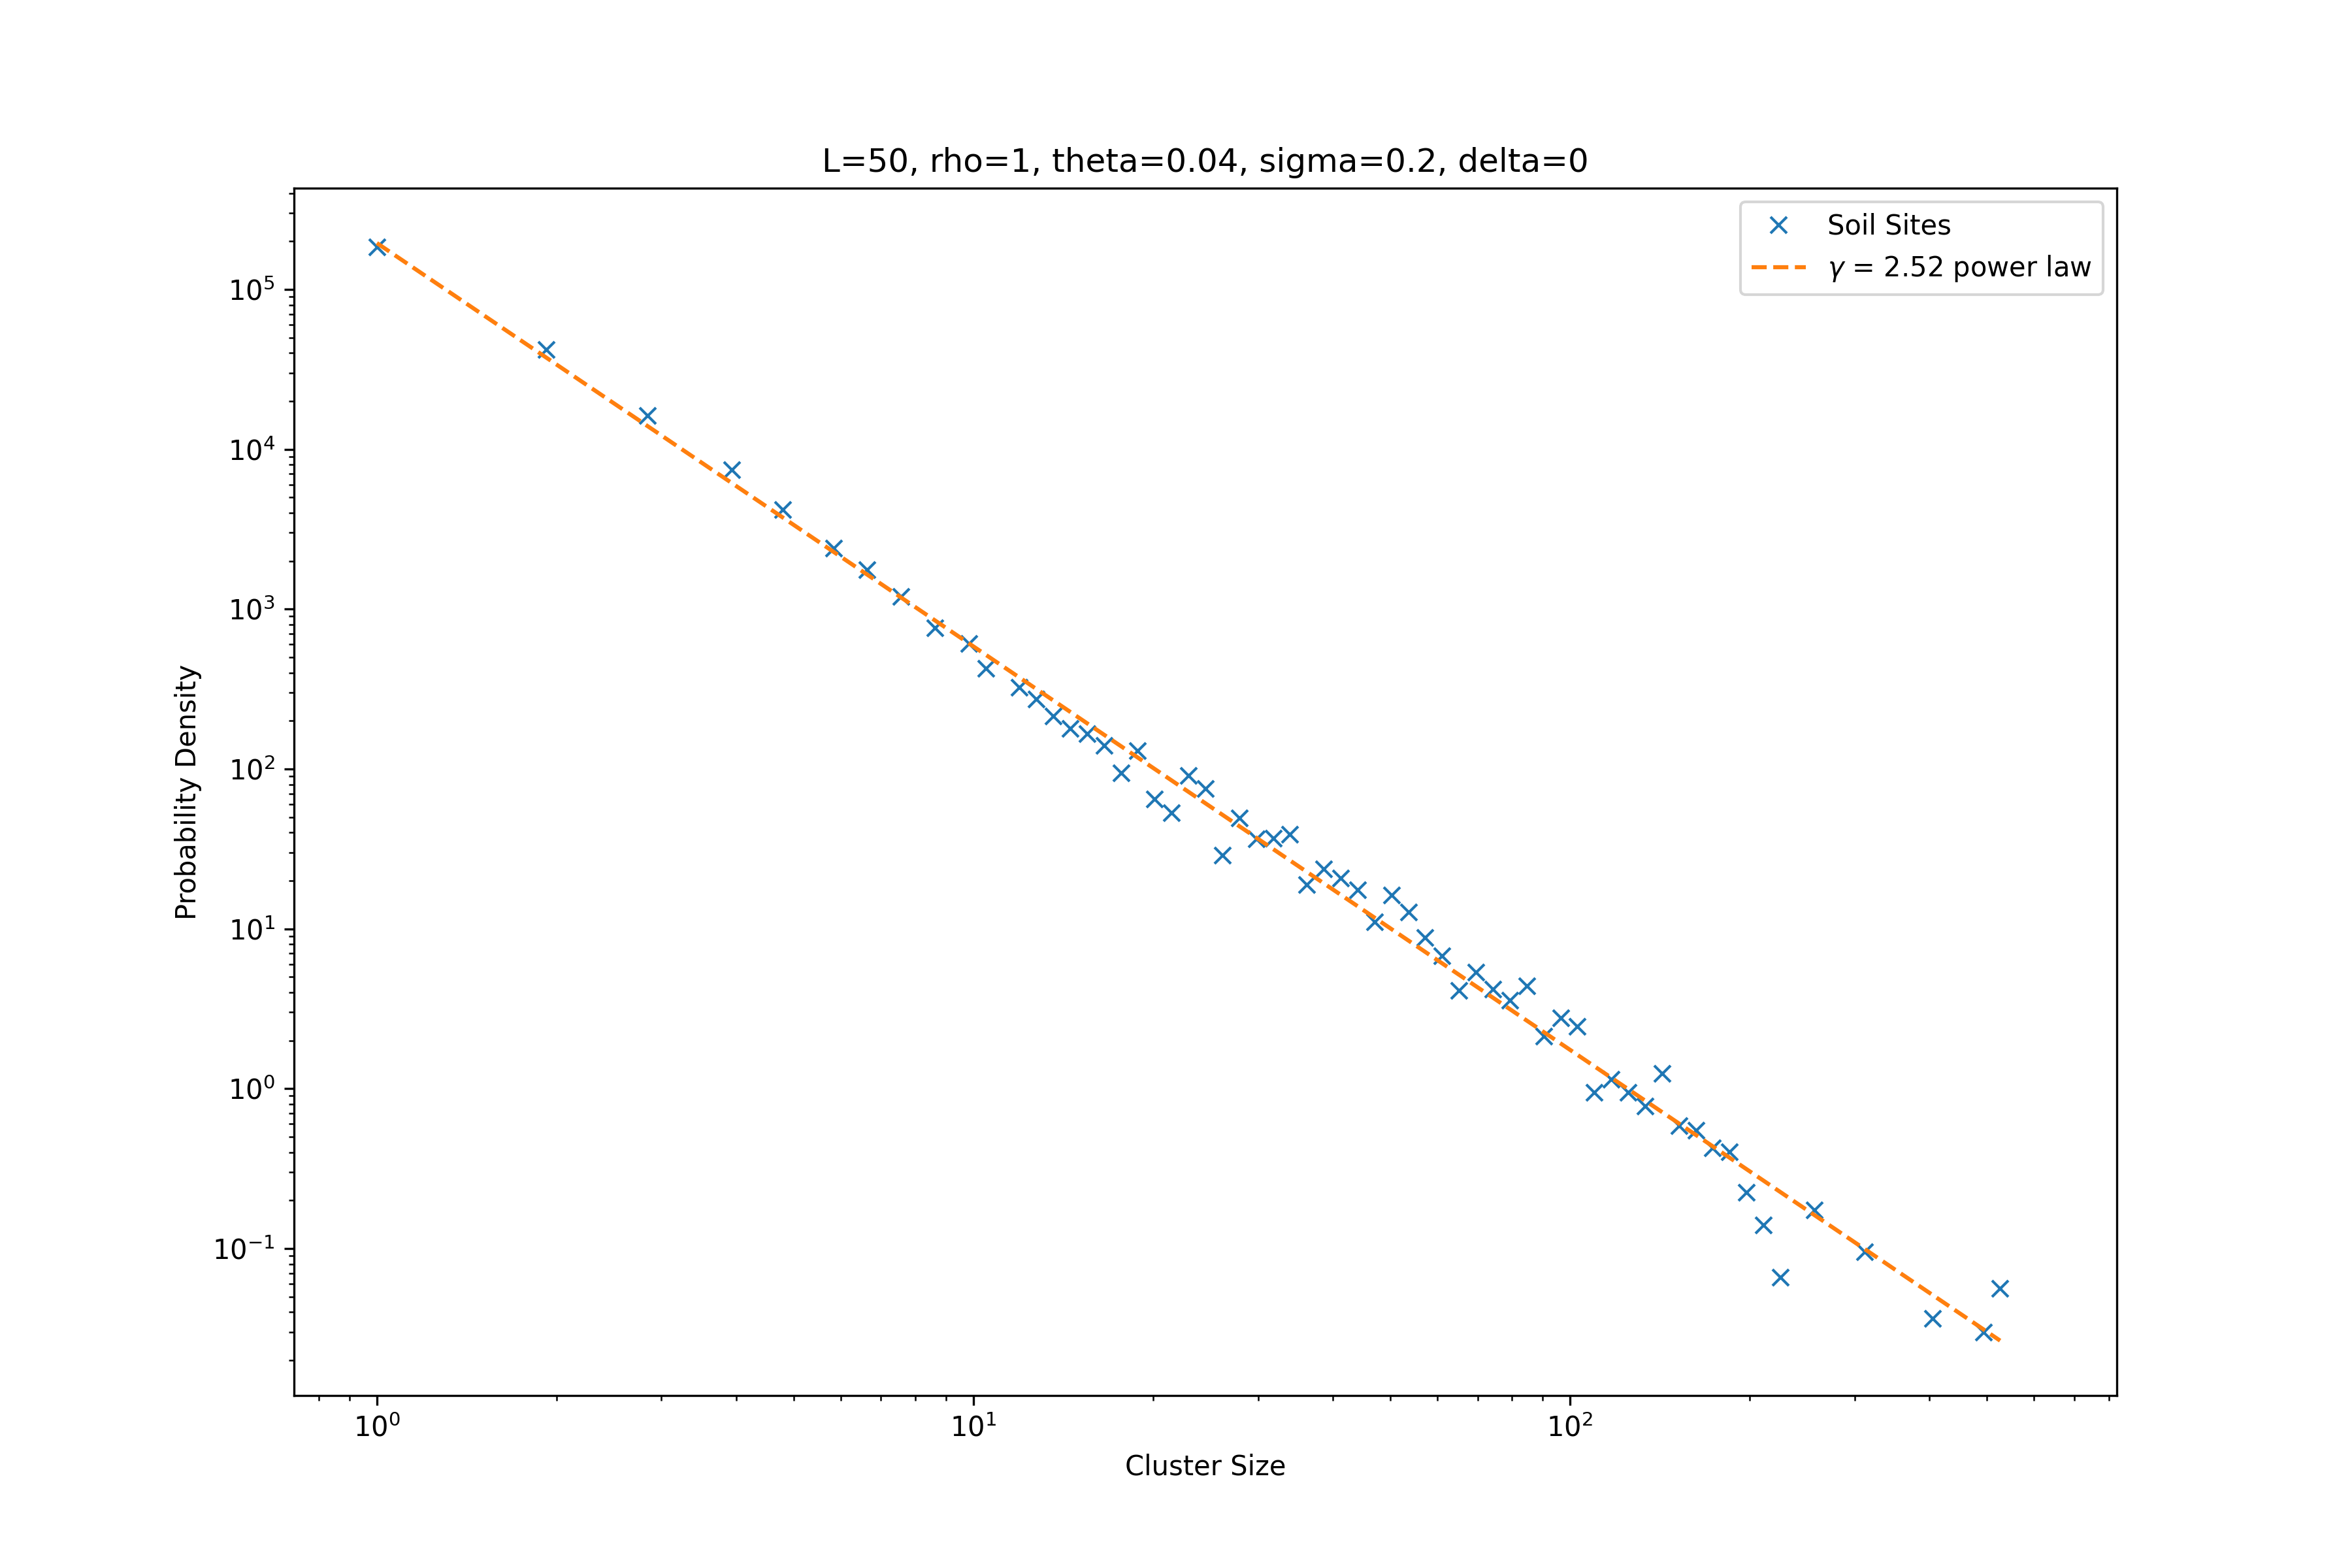 L=50, rho=1, theta=0.04, sigma=0.2, delta=0
Soil Sites
γ = 2.52 power law
10⁵
10⁴
10³
10²
10¹
10⁰
10⁻¹
Probability Density
10⁰ 10¹ 10²
Cluster Size